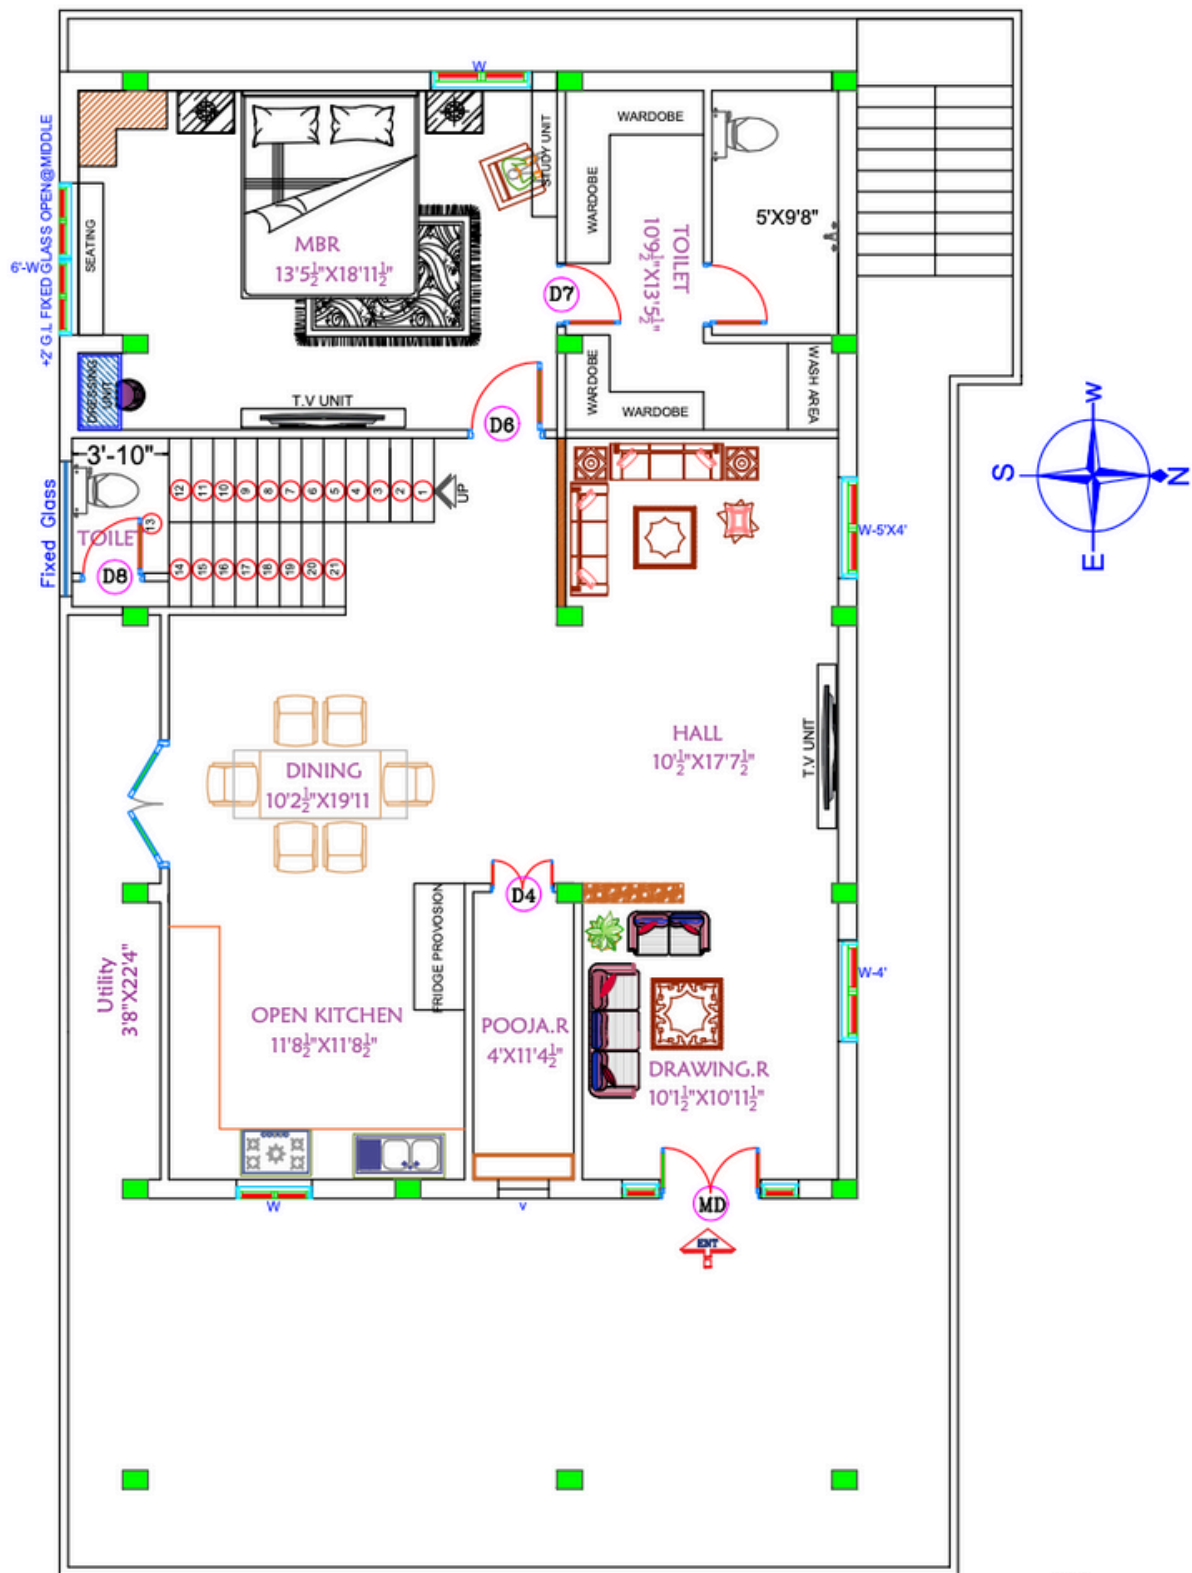 W
WARDOBE
STUDY UNIT
WARDOBE
+2' G.I. FIXED GLASS OPEN@MIDDLE
6'-W
SEATING
MBR
13'5½"X18'11½"
TOILET
10'9½"X13'5½"
5'X9'8"
D7
DRESSING UNIT
T.V UNIT
D6
WARDOBE
WARDOBE
WASH AREA
W
S
N
E
3'-10"
Fixed Glass
TOILET
D8
12 11 10 9 8 7 6 5 4 3 2 1
UP
13
14 15 16 17 18 19 20 21
W-5'X4'
HALL
10'½"X17'7½"
T.V UNIT
DINING
10'2½"X19'11
D4
FRIDGE PROVOSION
Utility
3'8"X22'4"
OPEN KITCHEN
11'8½"X11'8½"
POOJA.R
4'X11'4½"
W-4'
DRAWING.R
10'1½"X10'11½"
W
v
MD
ENT